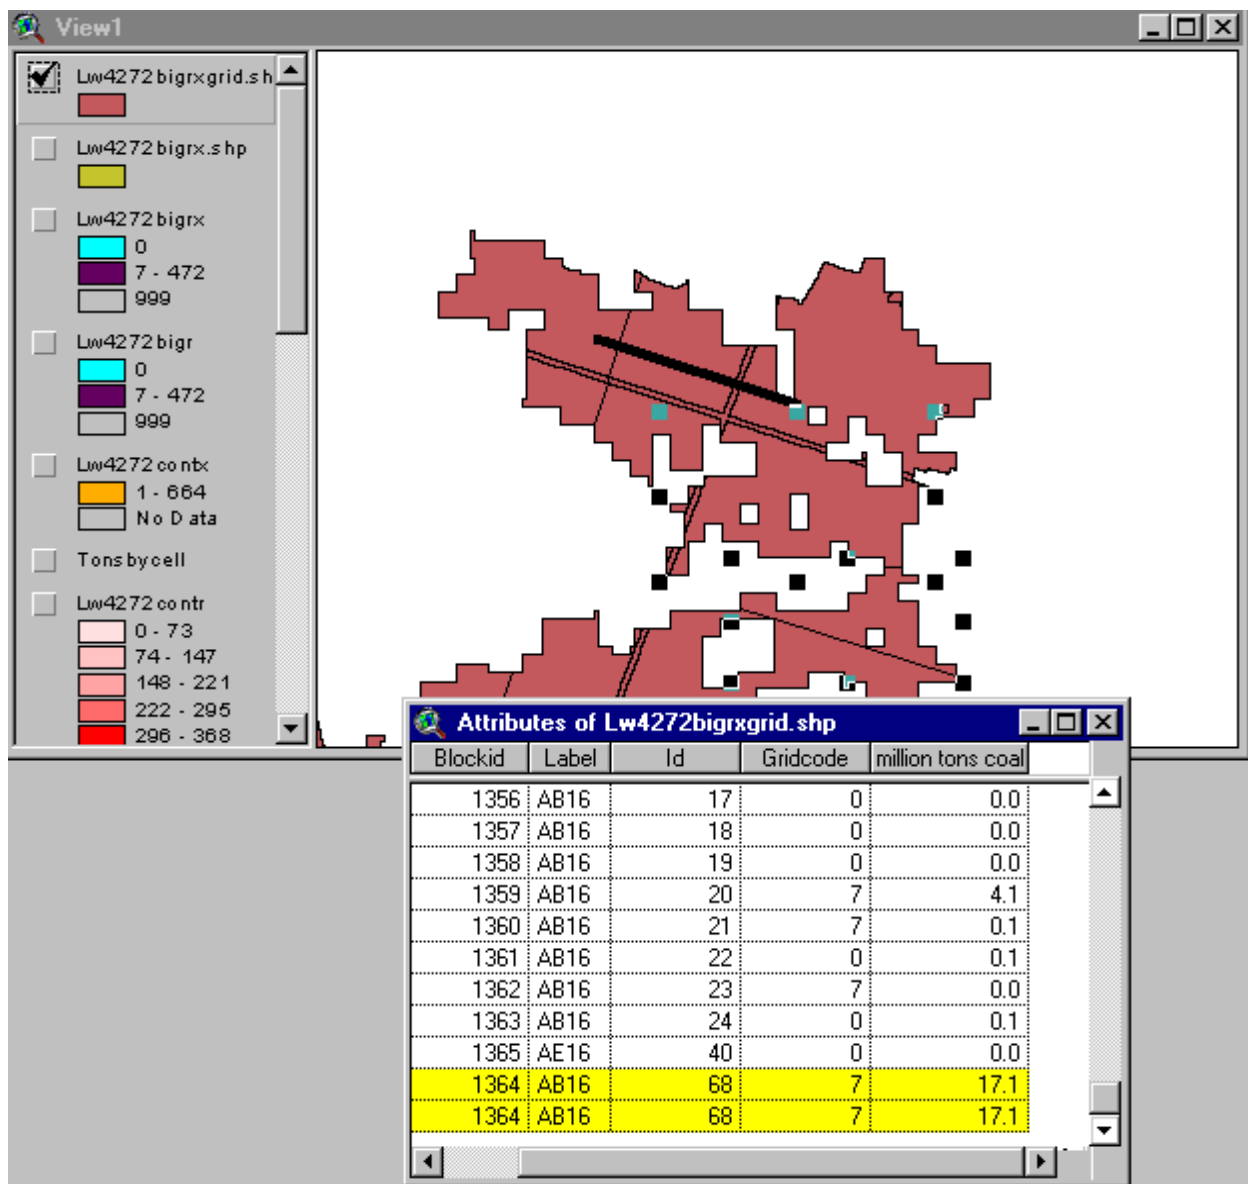 View1
Lw4272bigrxgrid.sh
Lw4272bigrx.shp
Lw4272bigrx
0
7 - 472
999
Lw4272bigr
0
7 - 472
999
Lw4272contx
1 - 664
No Data
Tonsbycell
Lw4272contr
0 - 73
74 - 147
148 - 221
222 - 295
296 - 368
Attributes of Lw4272bigrxgrid.shp
Blockid Label Id Gridcode million tons coal
1356 AB16 17 0 0.0
1357 AB16 18 0 0.0
1358 AB16 19 0 0.0
1359 AB16 20 7 4.1
1360 AB16 21 7 0.1
1361 AB16 22 0 0.1
1362 AB16 23 7 0.0
1363 AB16 24 0 0.1
1365 AE16 40 0 0.0
1364 AB16 68 7 17.1
1364 AB16 68 7 17.1